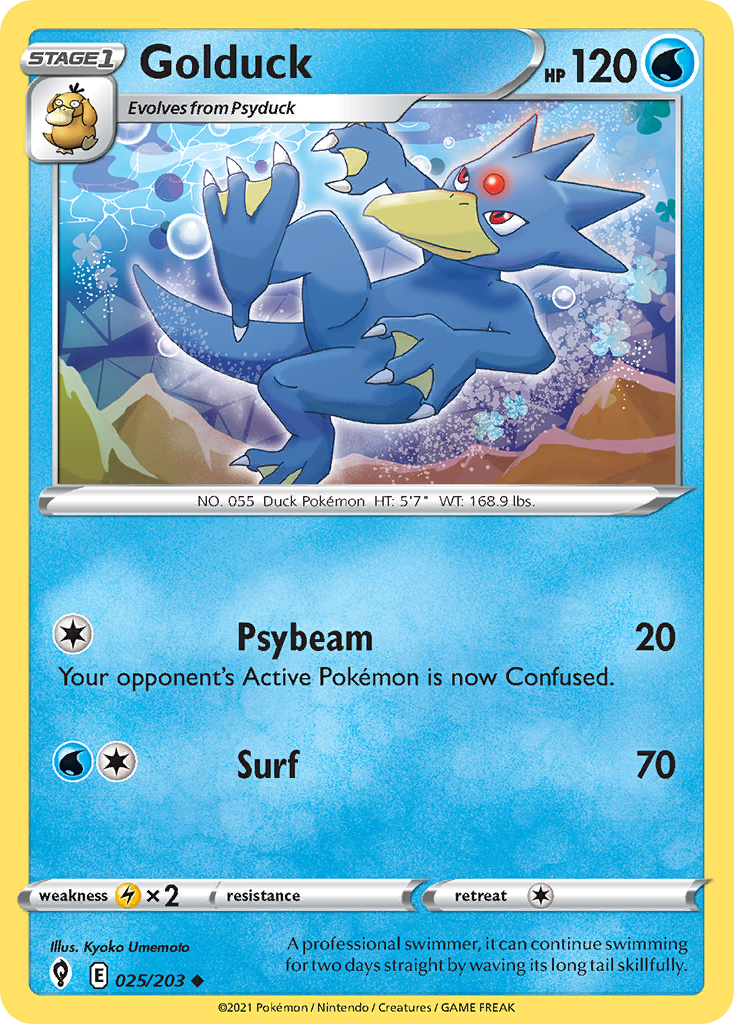 STAGE 1
Golduck
HP 120
Evolves from Psyduck
NO. 055 Duck Pokémon HT: 5'7" WT: 168.9 lbs.
Psybeam 20
Your opponent's Active Pokémon is now Confused.
Surf 70
weakness ×2 resistance retreat
Illus. Kyoko Umemoto
E 025/203
A professional swimmer, it can continue swimming
for two days straight by waving its long tail skillfully.
©2021 Pokémon / Nintendo / Creatures / GAME FREAK